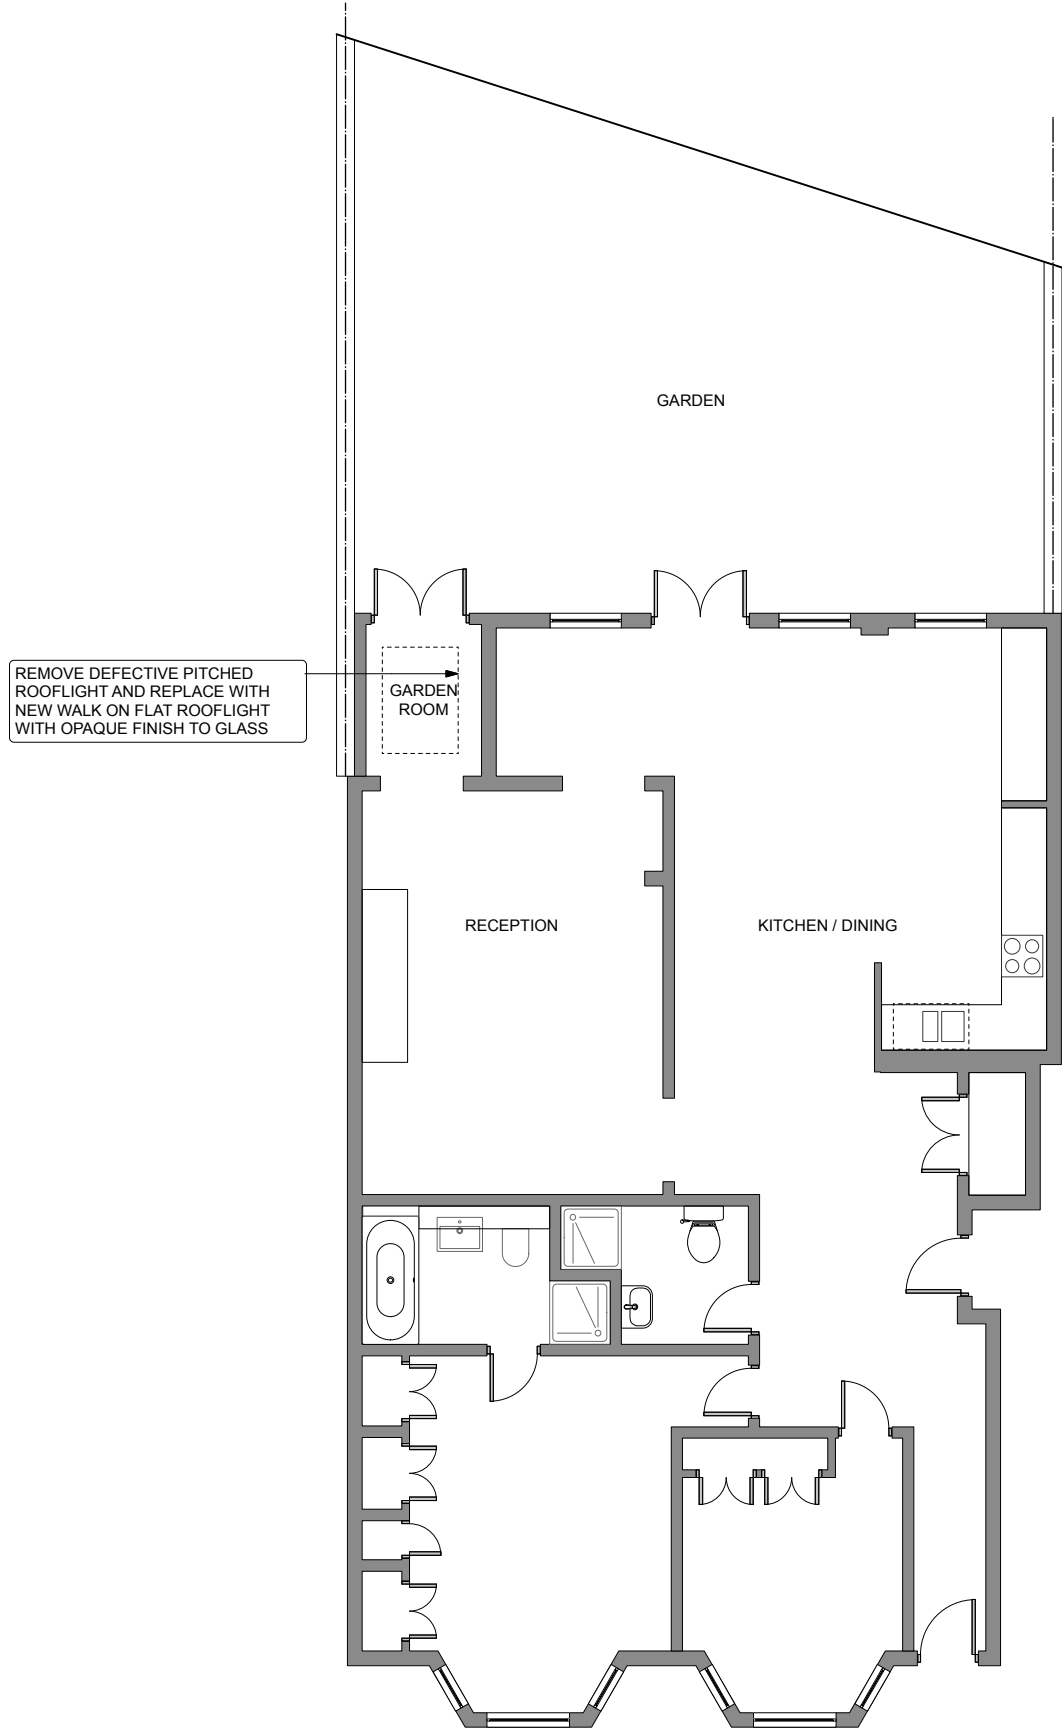 GARDEN
REMOVE DEFECTIVE PITCHED
ROOFLIGHT AND REPLACE WITH
NEW WALK ON FLAT ROOFLIGHT
WITH OPAQUE FINISH TO GLASS
GARDEN
ROOM
RECEPTION
KITCHEN / DINING